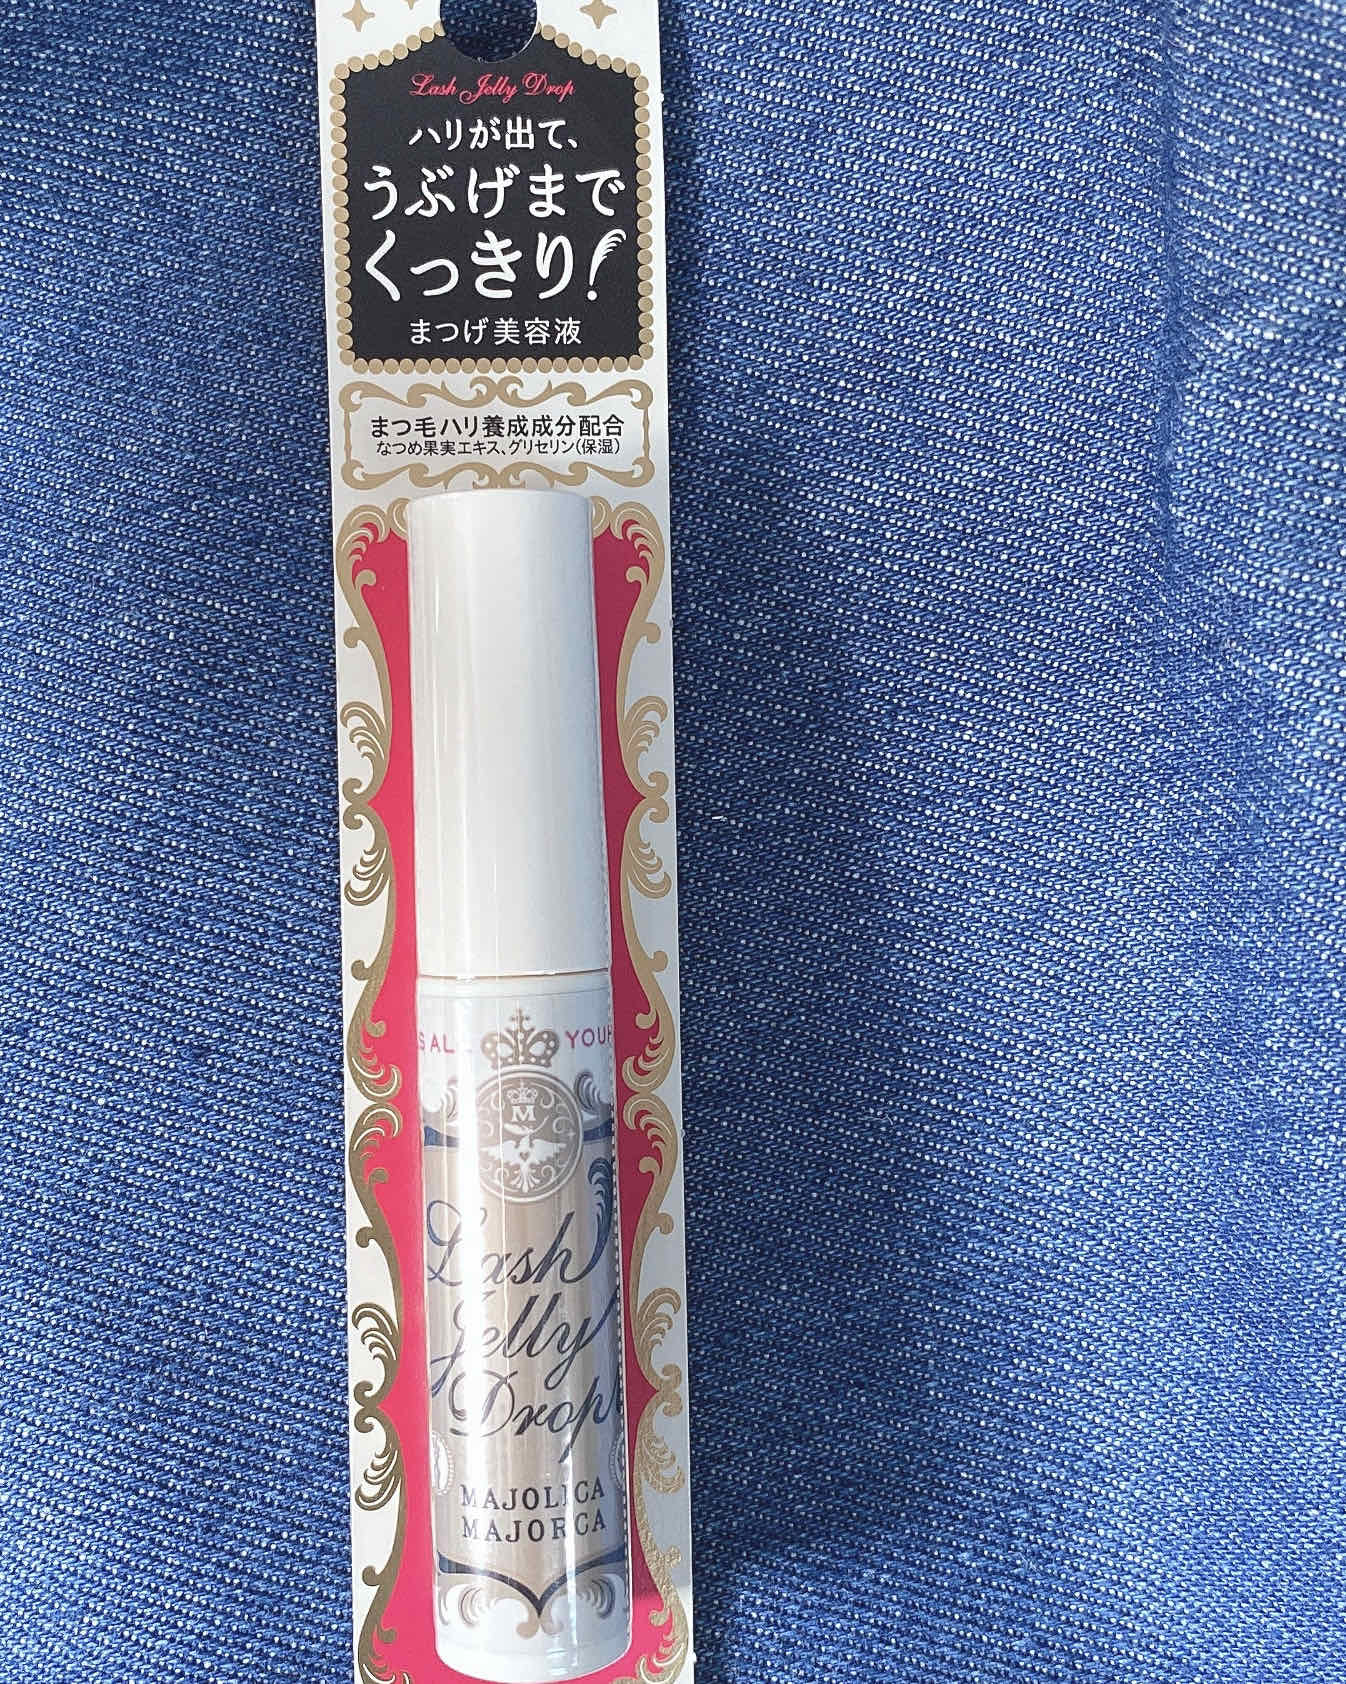 Lash Jelly Drop
ハリが出て、
うぶげまで
くっきり!
まつげ美容液
まつ毛ハリ養成成分配合
なつめ果実エキス、グリセリン(保湿)
M
Lash
Jelly
Drop
MAJOLICA
MAJORCA